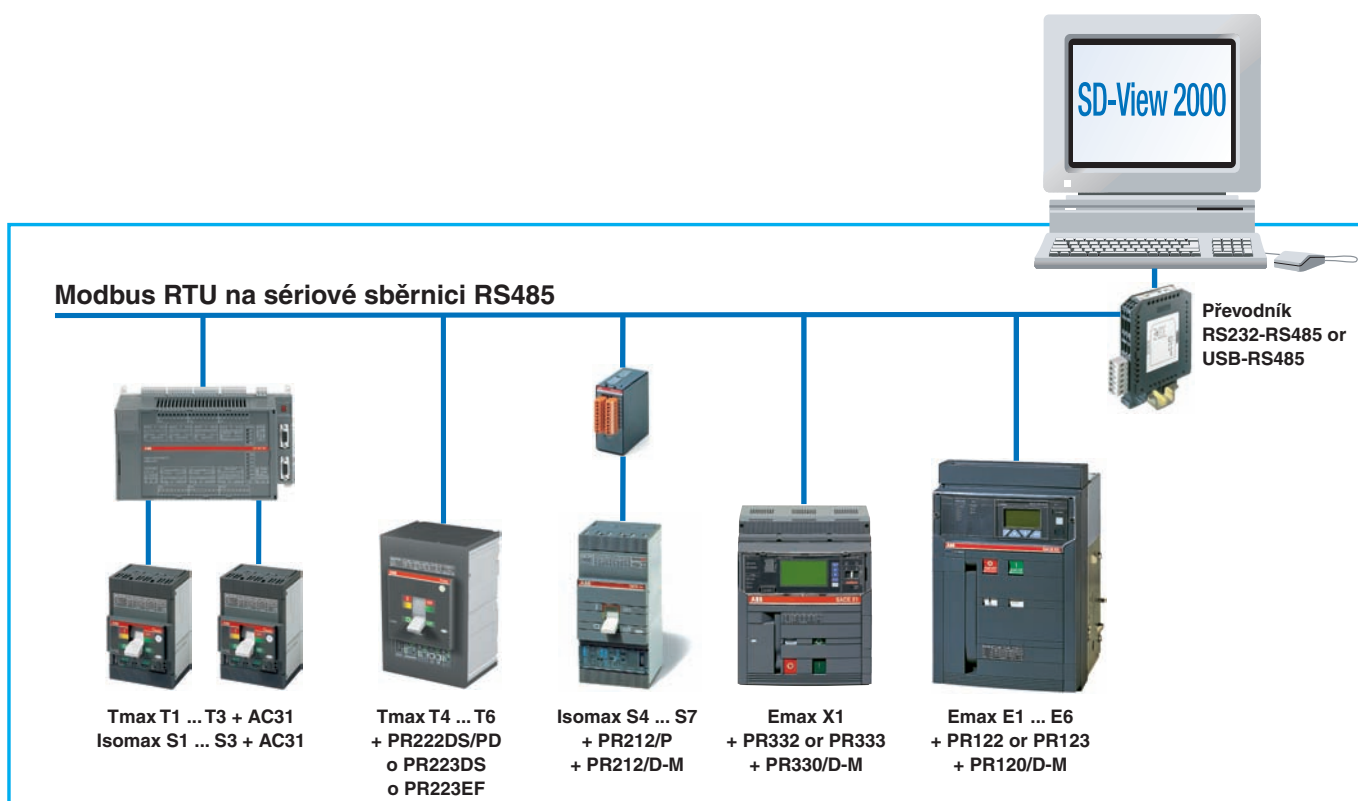 SD-View 2000
Modbus RTU na sériové sběrnici RS485
Převodník
RS232-RS485 or
USB-RS485
Tmax T1 ... T3 + AC31
Isomax S1 ... S3 + AC31
Tmax T4 ... T6
+ PR222DS/PD
o PR223DS
o PR223EF
Isomax S4 ... S7
+ PR212/P
+ PR212/D-M
Emax X1
+ PR332 or PR333
+ PR330/D-M
Emax E1 ... E6
+ PR122 or PR123
+ PR120/D-M